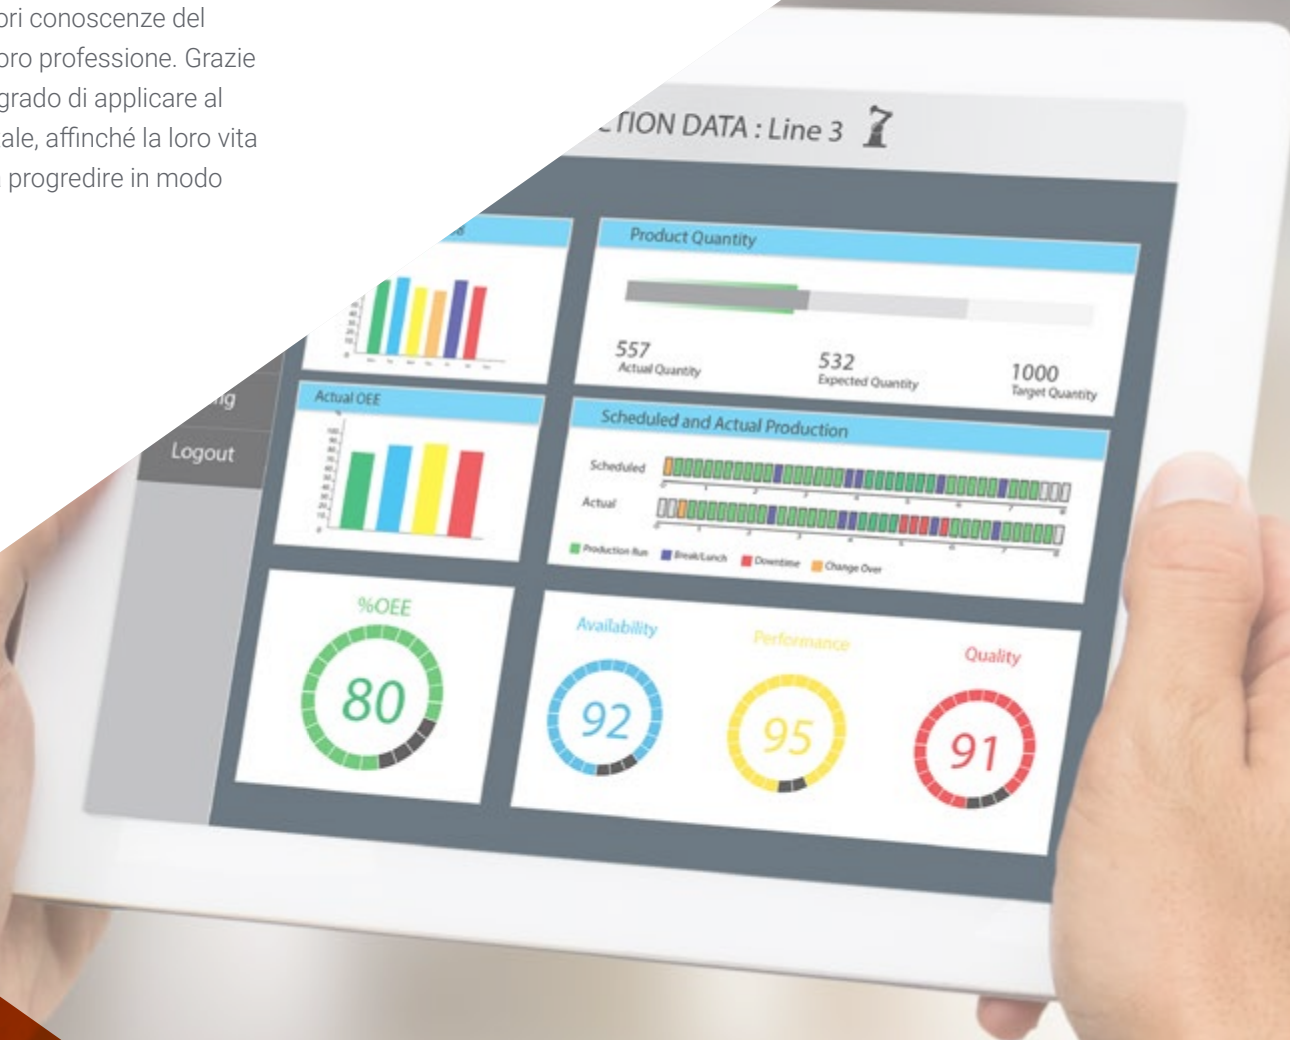 ori conoscenze del
oro professione. Grazie
grado di applicare al
ale, affinché la loro vita
progredire in modo
CTION DATA : Line 3
Product Quantity
557
Actual Quantity
532
Expected Quantity
1000
Target Quantity
ng
Logout
Actual OEE
Scheduled and Actual Production
Scheduled
Actual
Production Run
Break/Lunch
Downtime
Change Over
%OEE
80
Availability
92
Performance
95
Quality
91